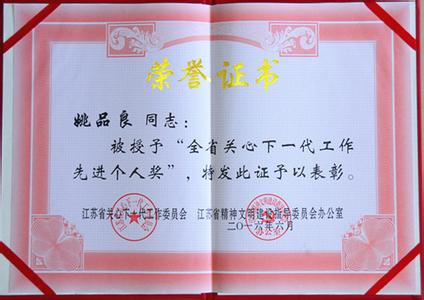 荣誉证书
姚品良 同志：
被授予“全省关心下一代工作
先进个人奖”，特发此证予以表彰。
江苏省关心下一代工作委员会 江苏省精神文明建设指导委员会办公室
二〇一六年六月